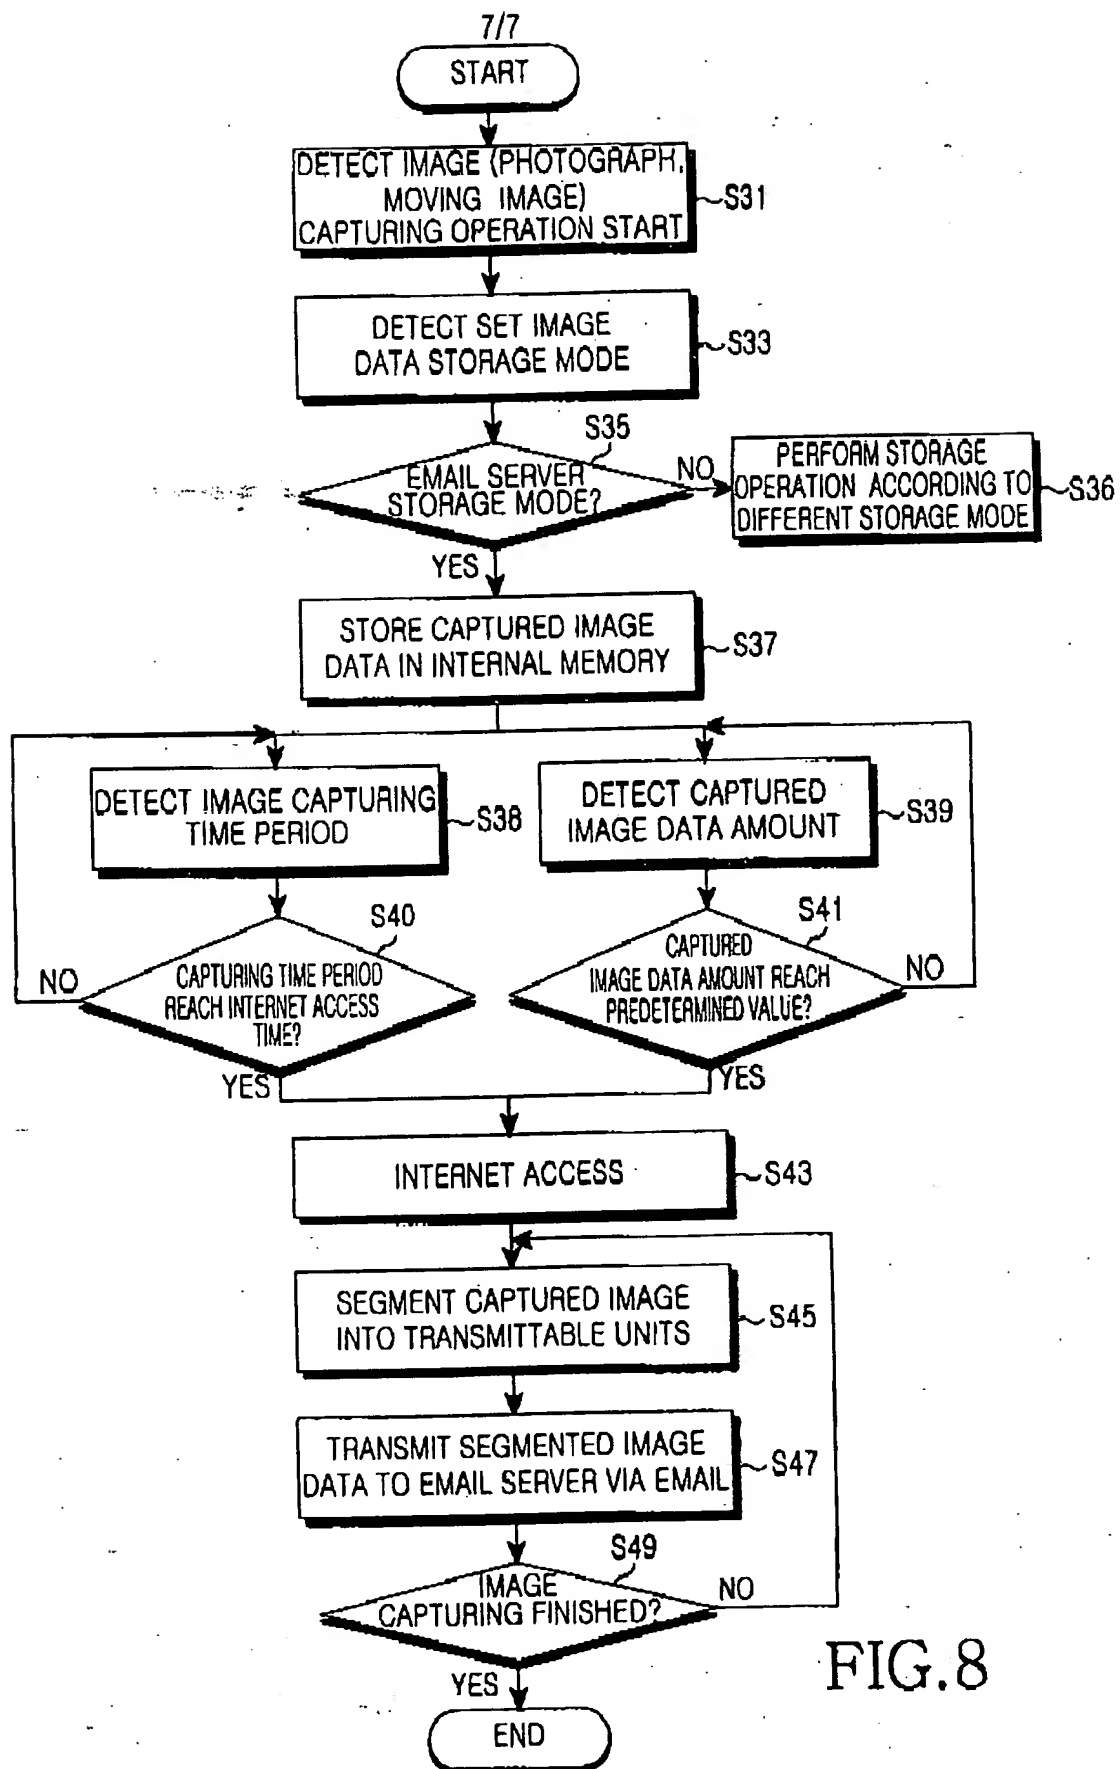 7/7
START
DETECT IMAGE (PHOTOGRAPH,
MOVING IMAGE)
CAPTURING OPERATION START
S31
DETECT SET IMAGE
DATA STORAGE MODE
S33
S35
EMAIL SERVER
STORAGE MODE?
NO
PERFORM STORAGE
OPERATION ACCORDING TO
DIFFERENT STORAGE MODE
S36
YES
STORE CAPTURED IMAGE
DATA IN INTERNAL MEMORY
S37
DETECT IMAGE CAPTURING
TIME PERIOD
S38
DETECT CAPTURED
IMAGE DATA AMOUNT
S39
S40
CAPTURING TIME PERIOD
REACH INTERNET ACCESS
TIME?
NO
YES
S41
CAPTURED
IMAGE DATA AMOUNT REACH
PREDETERMINED VALUE?
NO
YES
INTERNET ACCESS
S43
SEGMENT CAPTURED IMAGE
INTO TRANSMITTABLE UNITS
S45
TRANSMIT SEGMENTED IMAGE
DATA TO EMAIL SERVER VIA EMAIL
S47
S49
IMAGE
CAPTURING FINISHED?
NO
YES
END
FIG.8